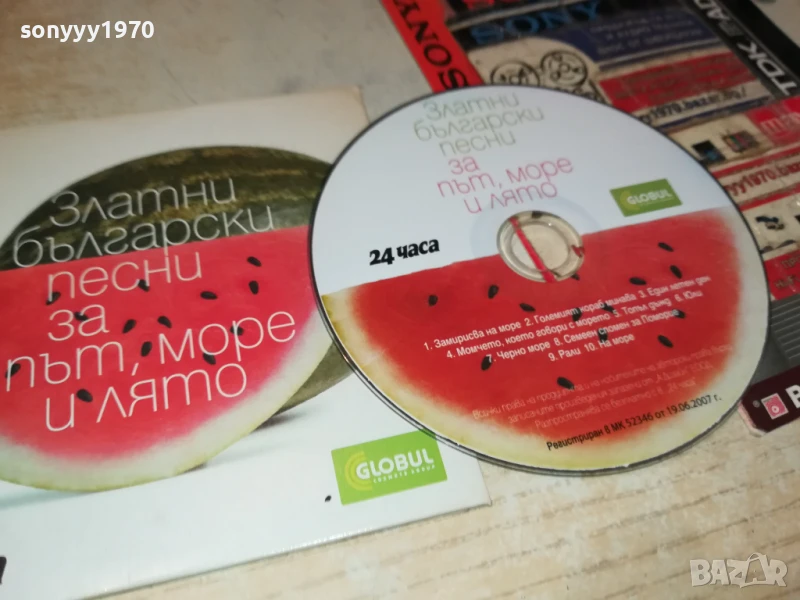 sonyyy1970
Златни
български
песни
за
път, море
и лято
GLOBUL
Златни
български
песни
за
път, море
и лято
GLOBUL
24 часа
1. Замирисва на море 2. Големият кораб минава 3. Един летен ден
4. Момчето, което говори с морето 5. Топъл дъжд 6. Юли
7. Черно море 8. Семеен спомен за Поморие
9. Рали 10. На море
Регистриран в МК 52346 от 19.06.2007 г.
SONY
SONY
TDK
BAZAR